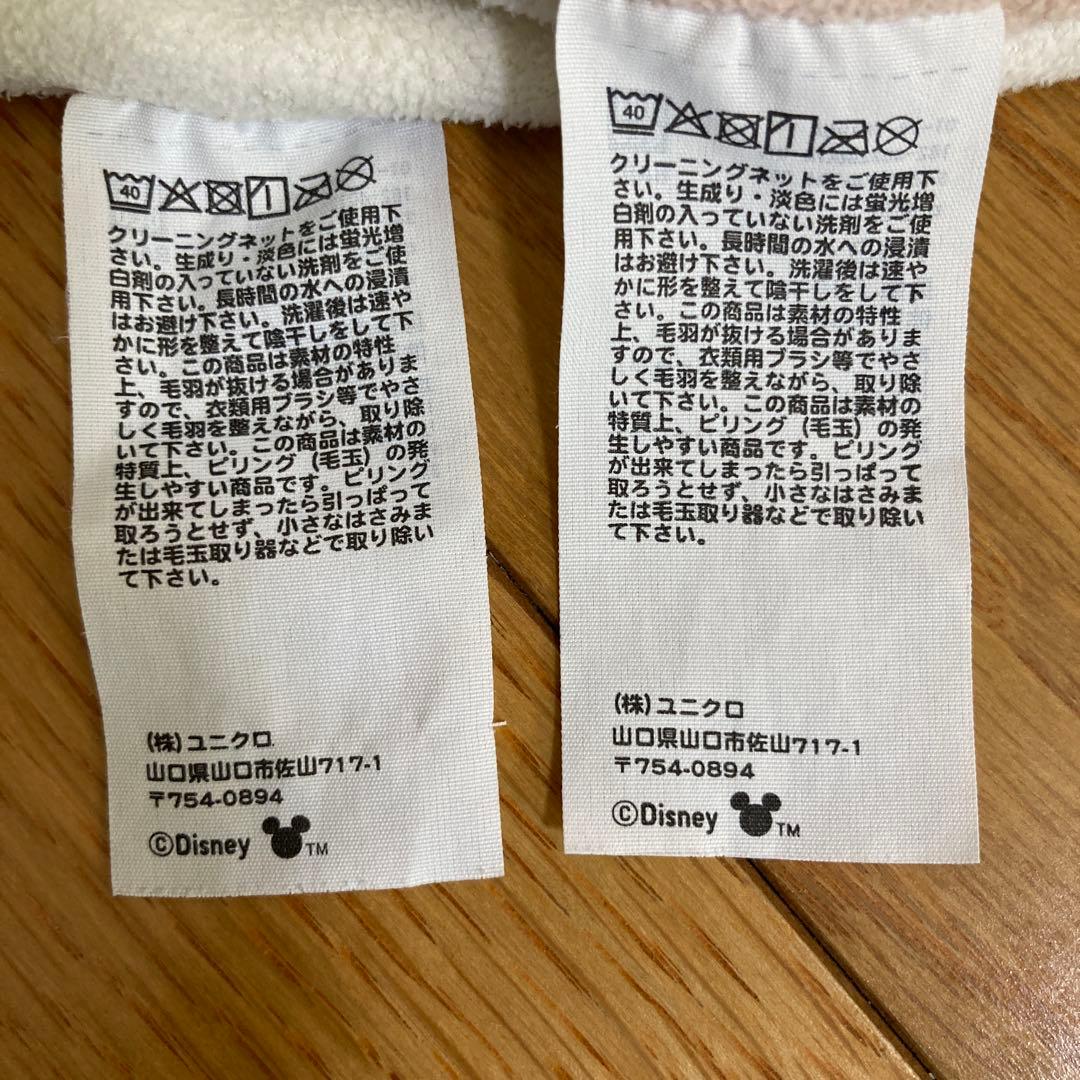 40
クリーニングネットをご使用下
さい。生成り・淡色には蛍光増
白剤の入っていない洗剤をご使
用下さい。長時間の水への浸漬
はお避け下さい。洗濯後は速や
かに形を整えて陰干しをして下
さい。この商品は素材の特性
上、毛羽が抜ける場合がありま
すので、衣類用ブラシ等でやさ
しく毛羽を整えながら、取り除
いて下さい。この商品は素材の
特質上、ピリング(毛玉)の発
生しやすい商品です。ピリング
が出来てしまったら引っぱって
取ろうとせず、小さなはさみま
たは毛玉取り器などで取り除い
て下さい。
(株)ユニクロ
山口県山口市佐山717-1
〒754-0894
©Disney TM
40
クリーニングネットをご使用下
さい。生成り・淡色には蛍光増
白剤の入っていない洗剤をご使
用下さい。長時間の水への浸漬
はお避け下さい。洗濯後は速や
かに形を整えて陰干しをして下
さい。この商品は素材の特性
上、毛羽が抜ける場合がありま
すので、衣類用ブラシ等でやさ
しく毛羽を整えながら、取り除
いて下さい。この商品は素材の
特質上、ピリング(毛玉)の発
生しやすい商品です。ピリング
が出来てしまったら引っぱって
取ろうとせず、小さなはさみま
たは毛玉取り器などで取り除い
て下さい。
(株)ユニクロ
山口県山口市佐山717-1
〒754-0894
©Disney TM